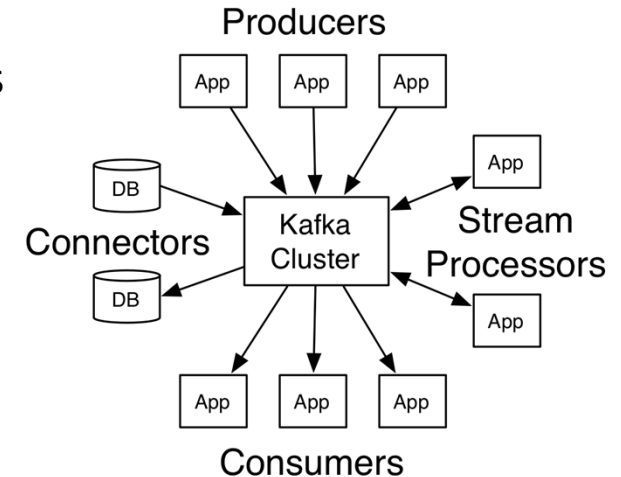 Producers
App
App
App
s
DB
App
Kafka
Cluster
Connectors
Stream
Processors
DB
App
App
App
App
Consumers